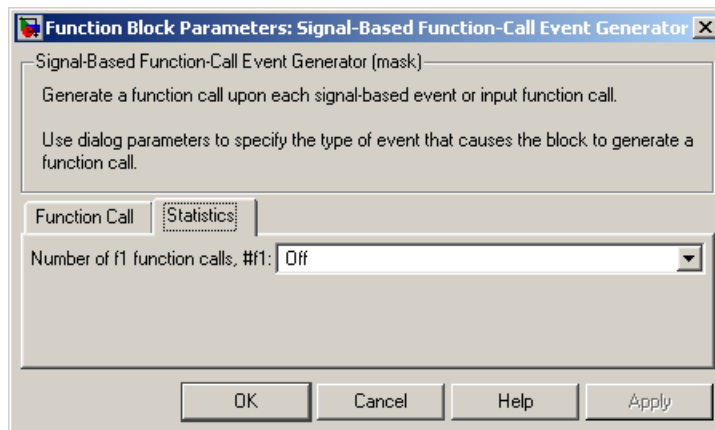 Function Block Parameters: Signal-Based Function-Call Event Generator
Signal-Based Function-Call Event Generator (mask)
Generate a function call upon each signal-based event or input function call.
Use dialog parameters to specify the type of event that causes the block to generate a
function call.
Function Call Statistics
Number of f1 function calls, #f1: Off
OK Cancel Help Apply